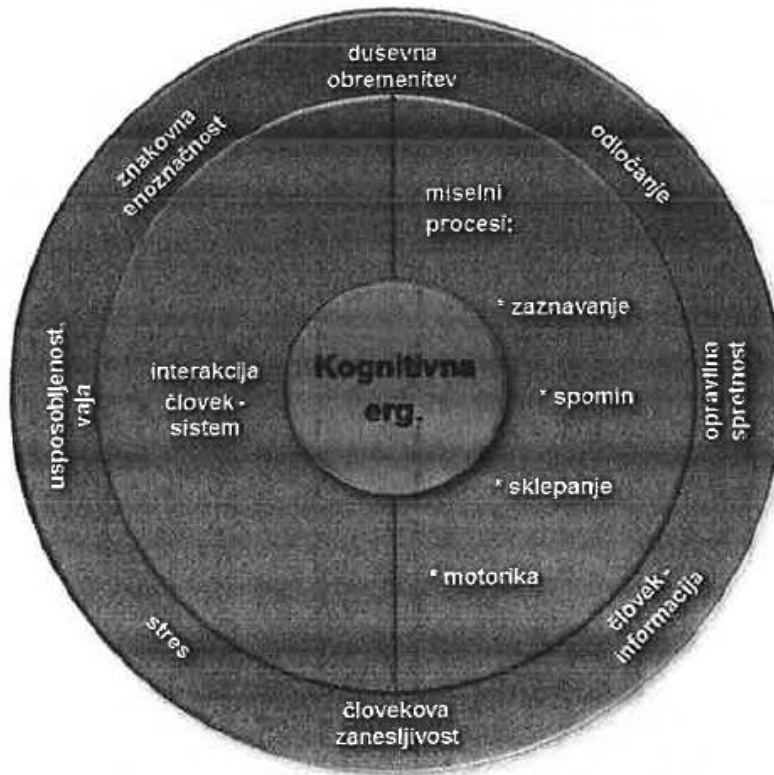 duševna
obremenitev
odločanje
opravilna
spretnost
človek-
informacija
človekova
zanesljivost
stres
usposobljenost,
vaja
znakovna
enoznačnost
miselni
procesi:
* zaznavanje
* spomin
* sklepanje
* motorika
interakcija
človek-
sistem
Kognitivna
erg.